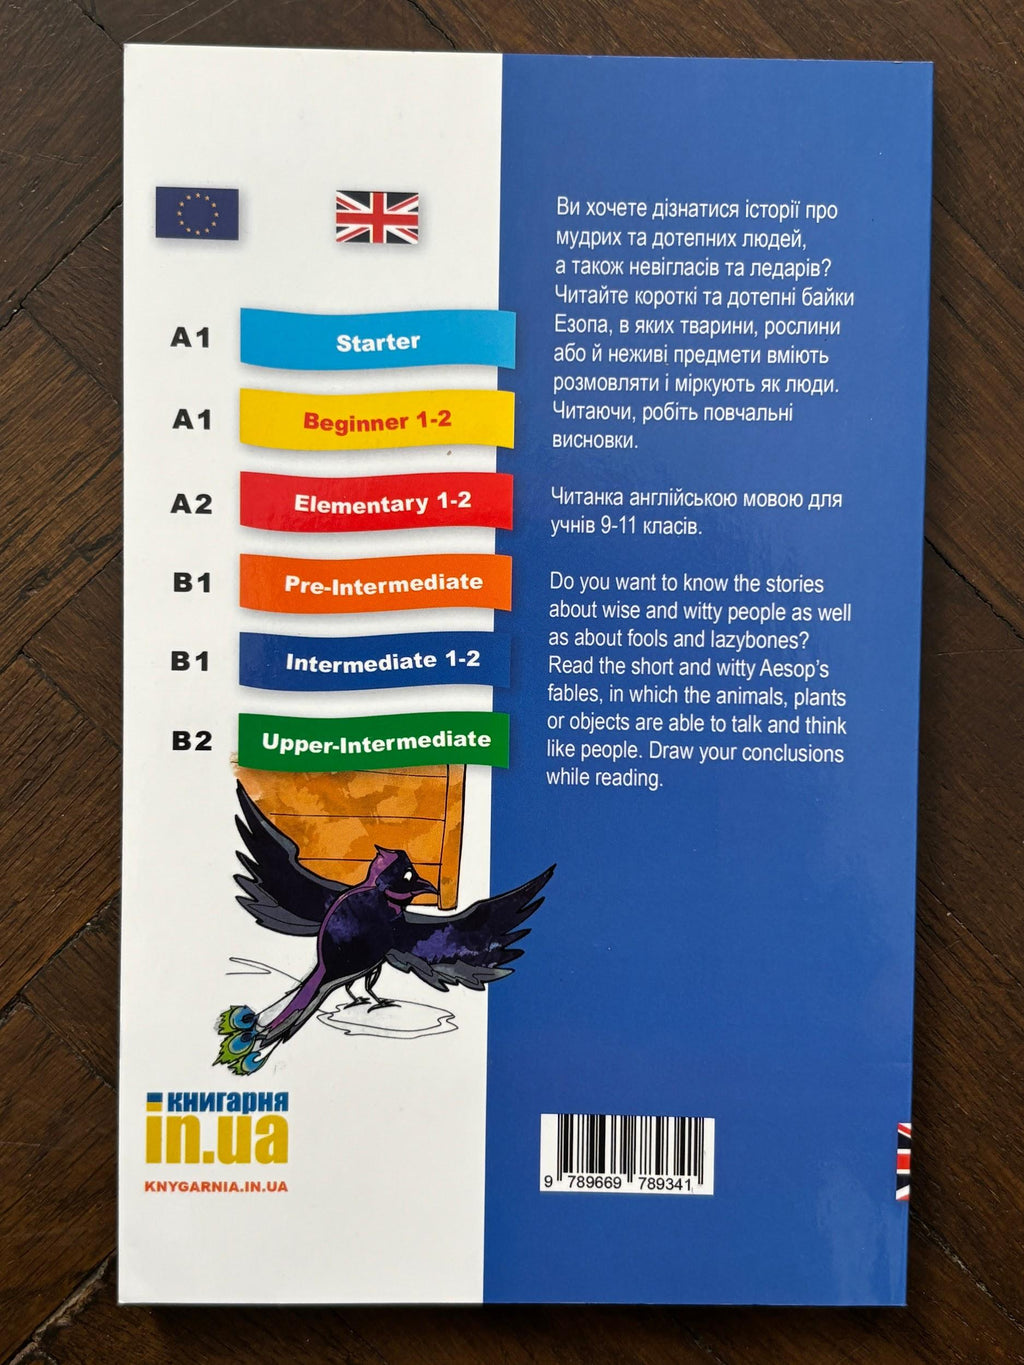 A1 Starter
A1 Beginner 1-2
A2 Elementary 1-2
B1 Pre-Intermediate
B1 Intermediate 1-2
B2 Upper-Intermediate
книгарня
in.ua
KNYGARNIA.IN.UA
Ви хочете дізнатися історії про
мудрих та дотепних людей,
а також невігласів та ледарів?
Читайте короткі та дотепні байки
Езопа, в яких тварини, рослини
або й неживі предмети вміють
розмовляти і міркують як люди.
Читаючи, робіть повчальні
висновки.
Читанка англійською мовою для
учнів 9-11 класів.
Do you want to know the stories
about wise and witty people as well
as about fools and lazybones?
Read the short and witty Aesop's
fables, in which the animals, plants
or objects are able to talk and think
like people. Draw your conclusions
while reading.
9 789669 789341